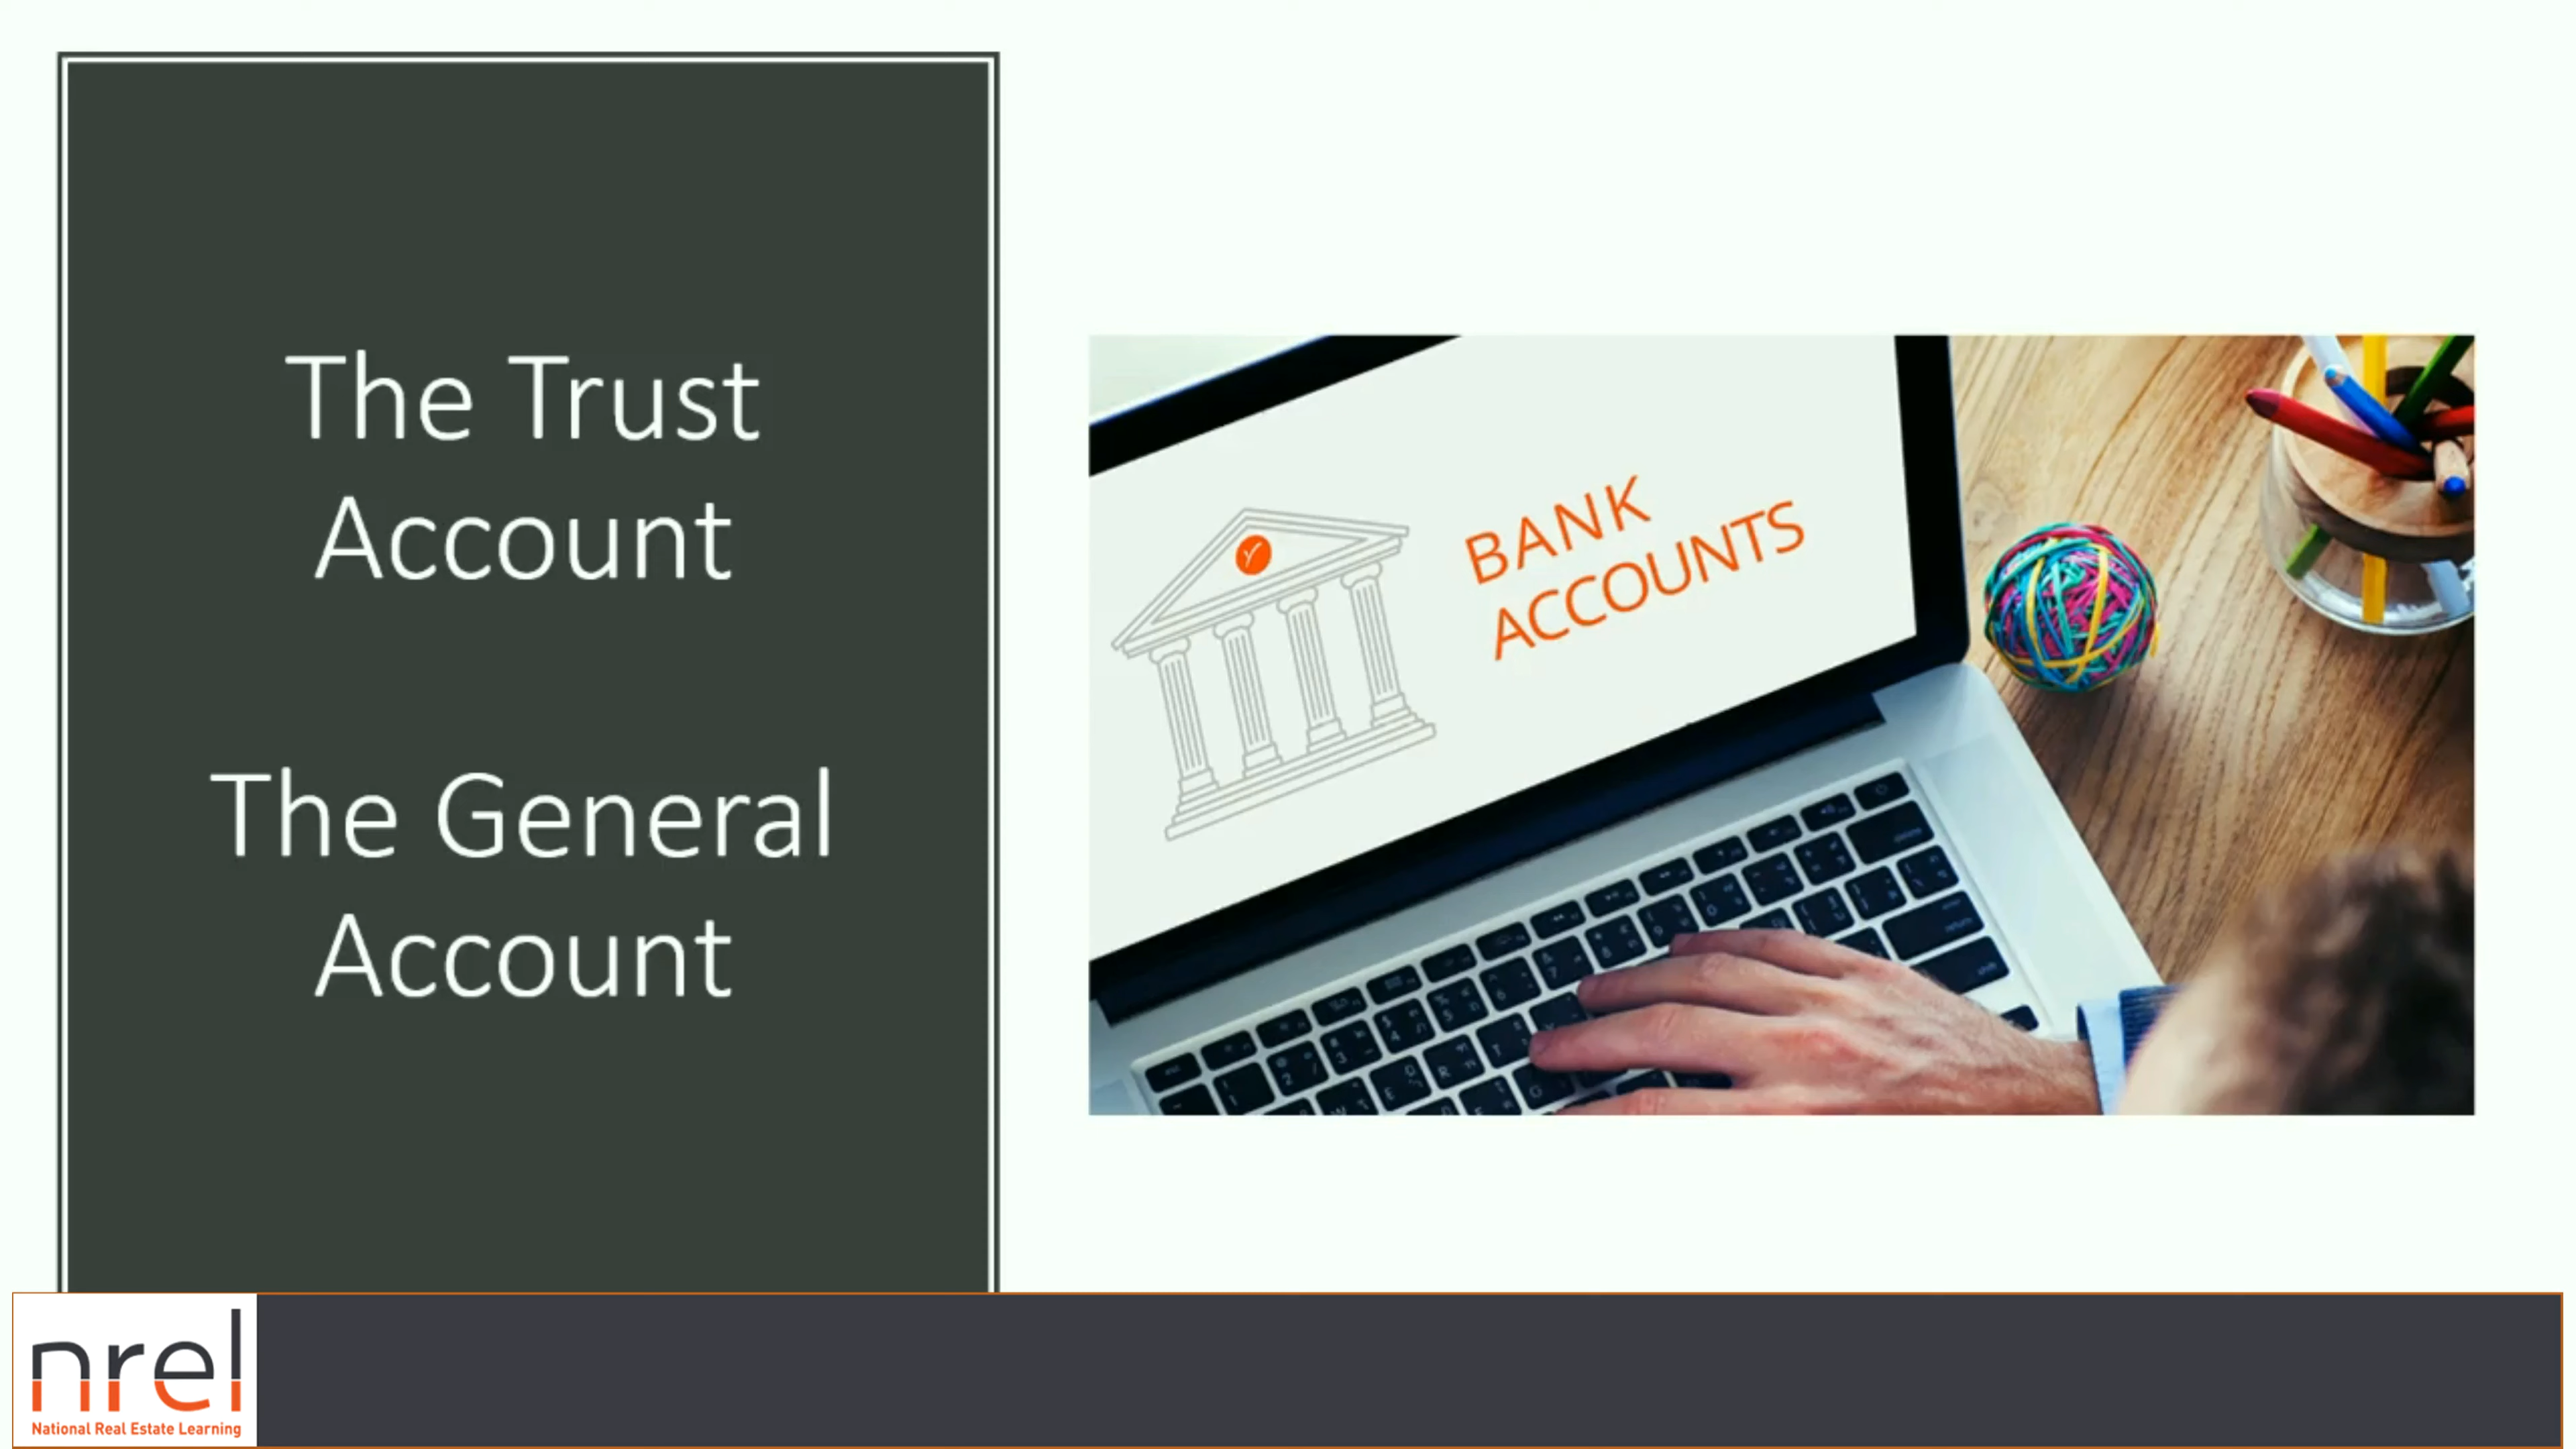 The Trust
Account
The General
Account
BANK
ACCOUNTS
nrel
National Real Estate Learning